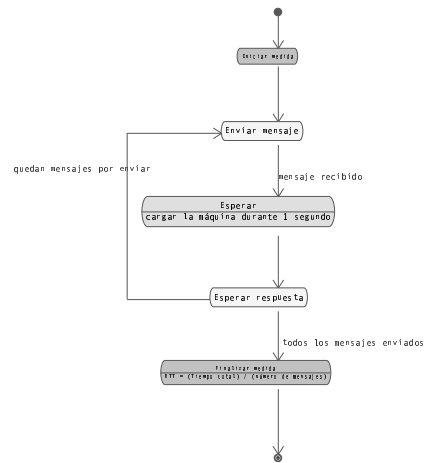 Iniciar medida
Enviar mensaje
quedan mensajes por enviar
mensaje recibido
Esperar
cargar la máquina durante 1 segundo
Esperar respuesta
todos los mensajes enviados
Finalizar medida
RTT = (Tiempo total) / (número de mensajes)